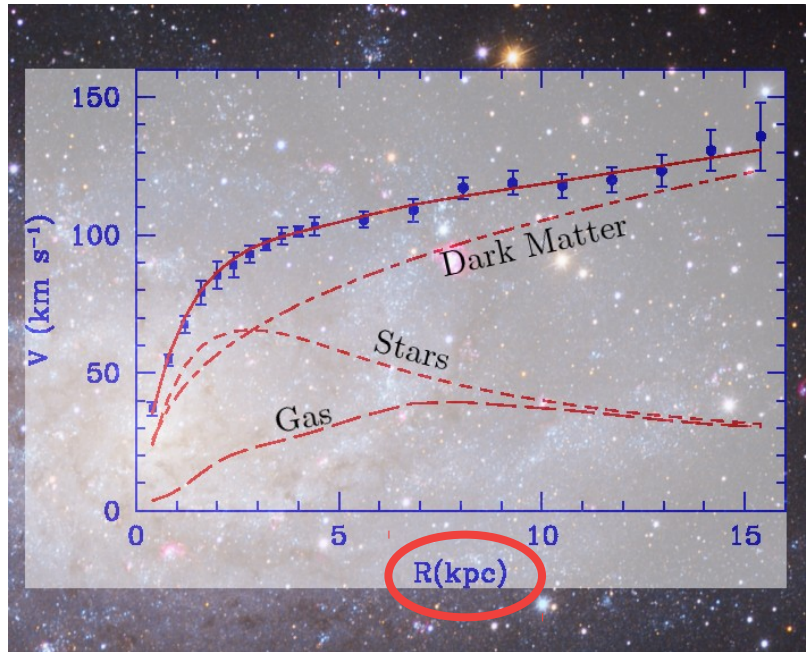 150
100
50
0
V (km s⁻¹)
Dark Matter
Stars
Gas
0 5 10 15
R(kpc)